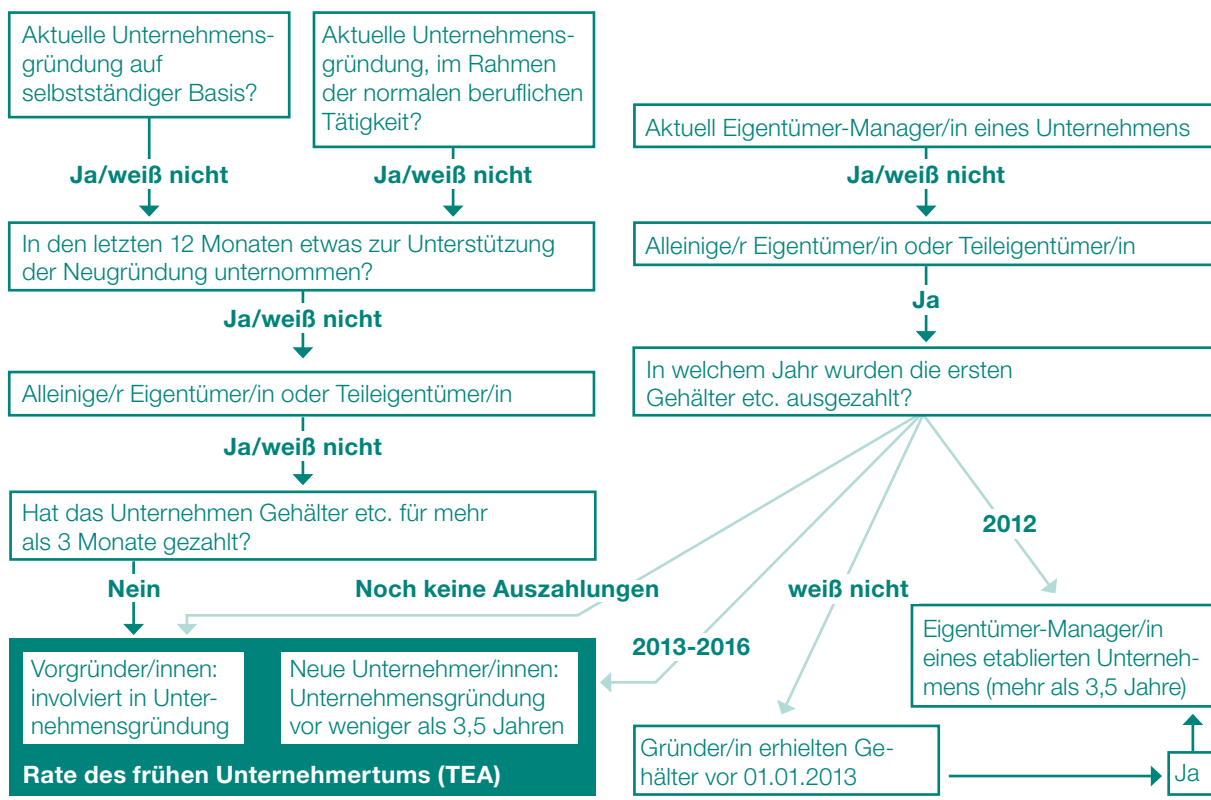 Aktuelle Unternehmens-
gründung auf
selbstständiger Basis?
Aktuelle Unternehmens-
gründung, im Rahmen
der normalen beruflichen
Tätigkeit?
Aktuell Eigentümer-Manager/in eines Unternehmens
Ja/weiß nicht
Ja/weiß nicht
Ja/weiß nicht
In den letzten 12 Monaten etwas zur Unterstützung
der Neugründung unternommen?
Alleinige/r Eigentümer/in oder Teileigentümer/in
Ja/weiß nicht
Ja
Alleinige/r Eigentümer/in oder Teileigentümer/in
In welchem Jahr wurden die ersten
Gehälter etc. ausgezahlt?
Ja/weiß nicht
Hat das Unternehmen Gehälter etc. für mehr
als 3 Monate gezahlt?
2012
Nein
Noch keine Auszahlungen
weiß nicht
2013-2016
Vorgründer/innen:
involviert in Unter-
nehmensgründung
Neue Unternehmer/innen:
Unternehmensgründung
vor weniger als 3,5 Jahren
Rate des frühen Unternehmertums (TEA)
Eigentümer-Manager/in
eines etablierten Unterneh-
mens (mehr als 3,5 Jahre)
Gründer/in erhielten Ge-
hälter vor 01.01.2013
Ja